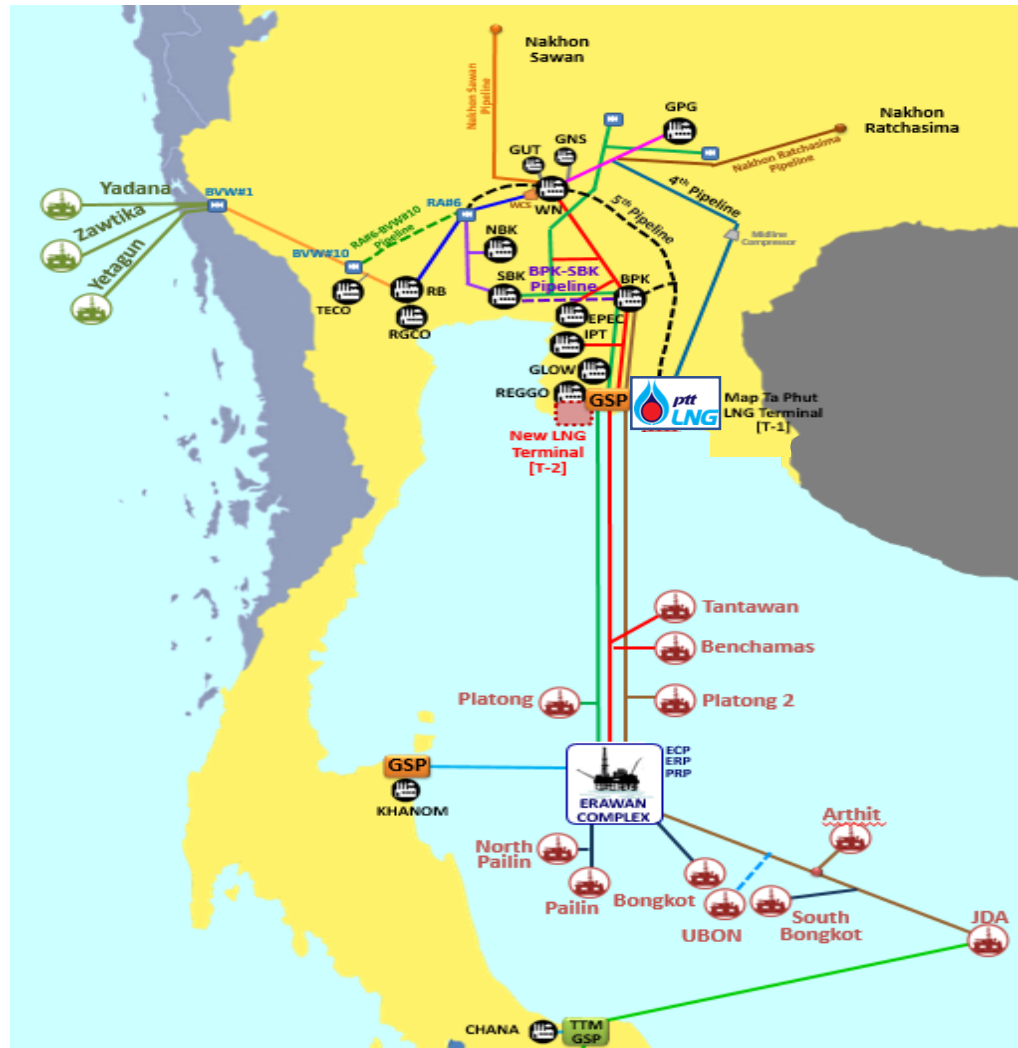 Nakhon
Sawan
Nakhon Sawan
Pipeline
GPG
Nakhon
Ratchasima
Nakhon Ratchasima
Pipeline
GUT
GNS
4th Pipeline
5th Pipeline
Midline
Compressor
Yadana
Zawtika
Yetagun
BVW#1
BVW#10
RA#6-BVW#10
Pipeline
RA#6
WCS
WN
NBK
SBK
BPK-SBK
Pipeline
BPK
TECO
RB
RGCO
EPEC
IPT
GLOW
REGGO
GSP
ptt
LNG
Map Ta Phut
LNG Terminal
[T-1]
New LNG
Terminal
[T-2]
Tantawan
Benchamas
Platong
Platong 2
GSP
KHANOM
ECP
ERP
PRP
ERAWAN
COMPLEX
North
Pailin
Pailin
Bongkot
UBON
Arthit
South
Bongkot
JDA
CHANA
TTM
GSP